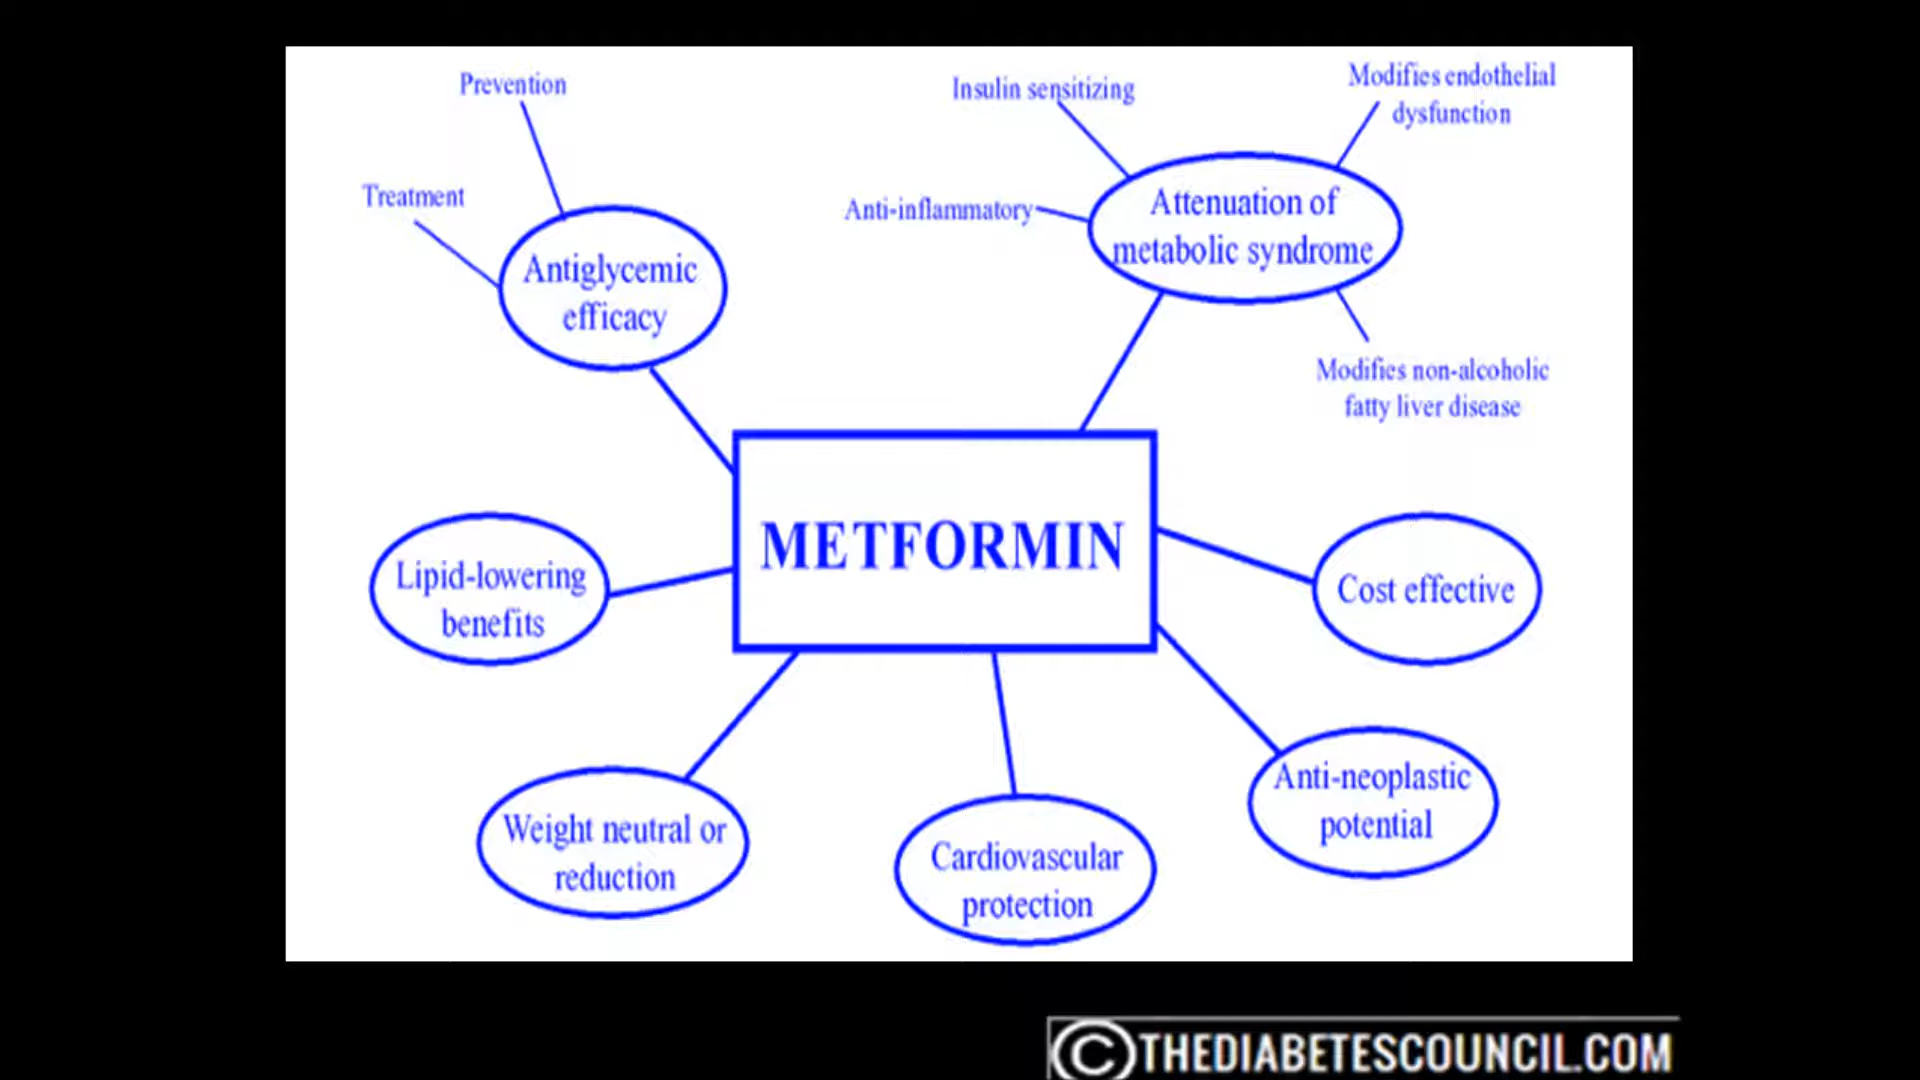 Prevention
Treatment
Antiglycemic
efficacy
Insulin sensitizing
Anti-inflammatory
Modifies endothelial
dysfunction
Attenuation of
metabolic syndrome
Modifies non-alcoholic
fatty liver disease
METFORMIN
Lipid-lowering
benefits
Cost effective
Weight neutral or
reduction
Cardiovascular
protection
Anti-neoplastic
potential
©THEDIABETESCOUNCIL.COM